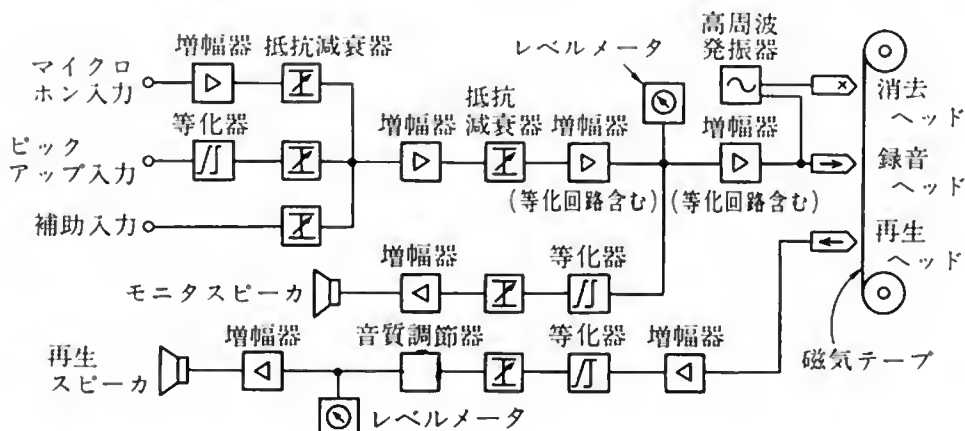 増幅器 抵抗減衰器
マイクロ
ホン入力
等化器
ピック
アップ入力
補助入力
レベルメータ
高周波
発振器
消去
ヘッド
増幅器
抵抗
減衰器
増幅器
(等化回路含む)
増幅器
(等化回路含む)
録音
ヘッド
再生
ヘッド
磁気テープ
増幅器
等化器
モニタスピーカ
増幅器
音質調節器
等化器
増幅器
再生
スピーカ
レベルメータ